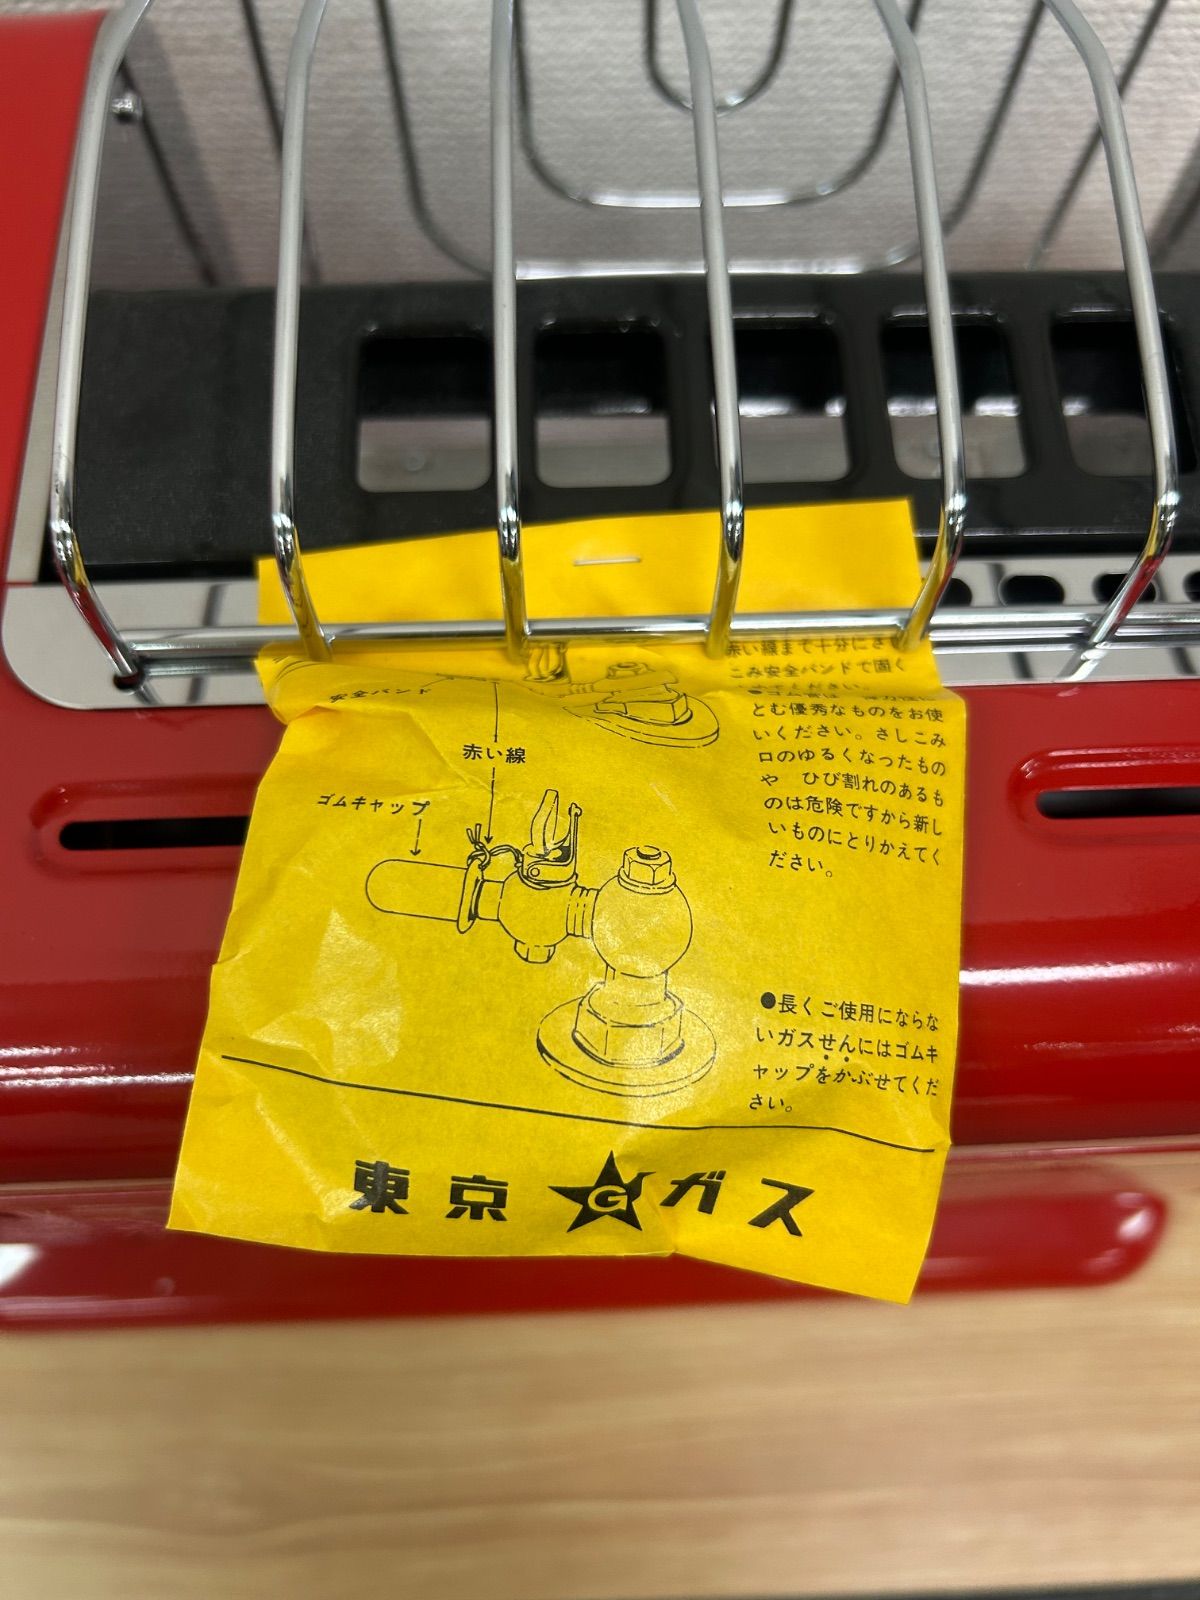 赤い線まで十分にさ
こみ安全バンドで固く
ください。
とむ優秀なものをお使
いください。さしこみ
口のゆるくなったもの
や ひび割れのあるも
のは危険ですから新し
いものにとりかえてく
ださい。
安全バンド
赤い線
ゴムキャップ
●長くご使用にならな
いガスせんにはゴムキ
ャップをかぶせてくだ
さい。
東京 G ガス